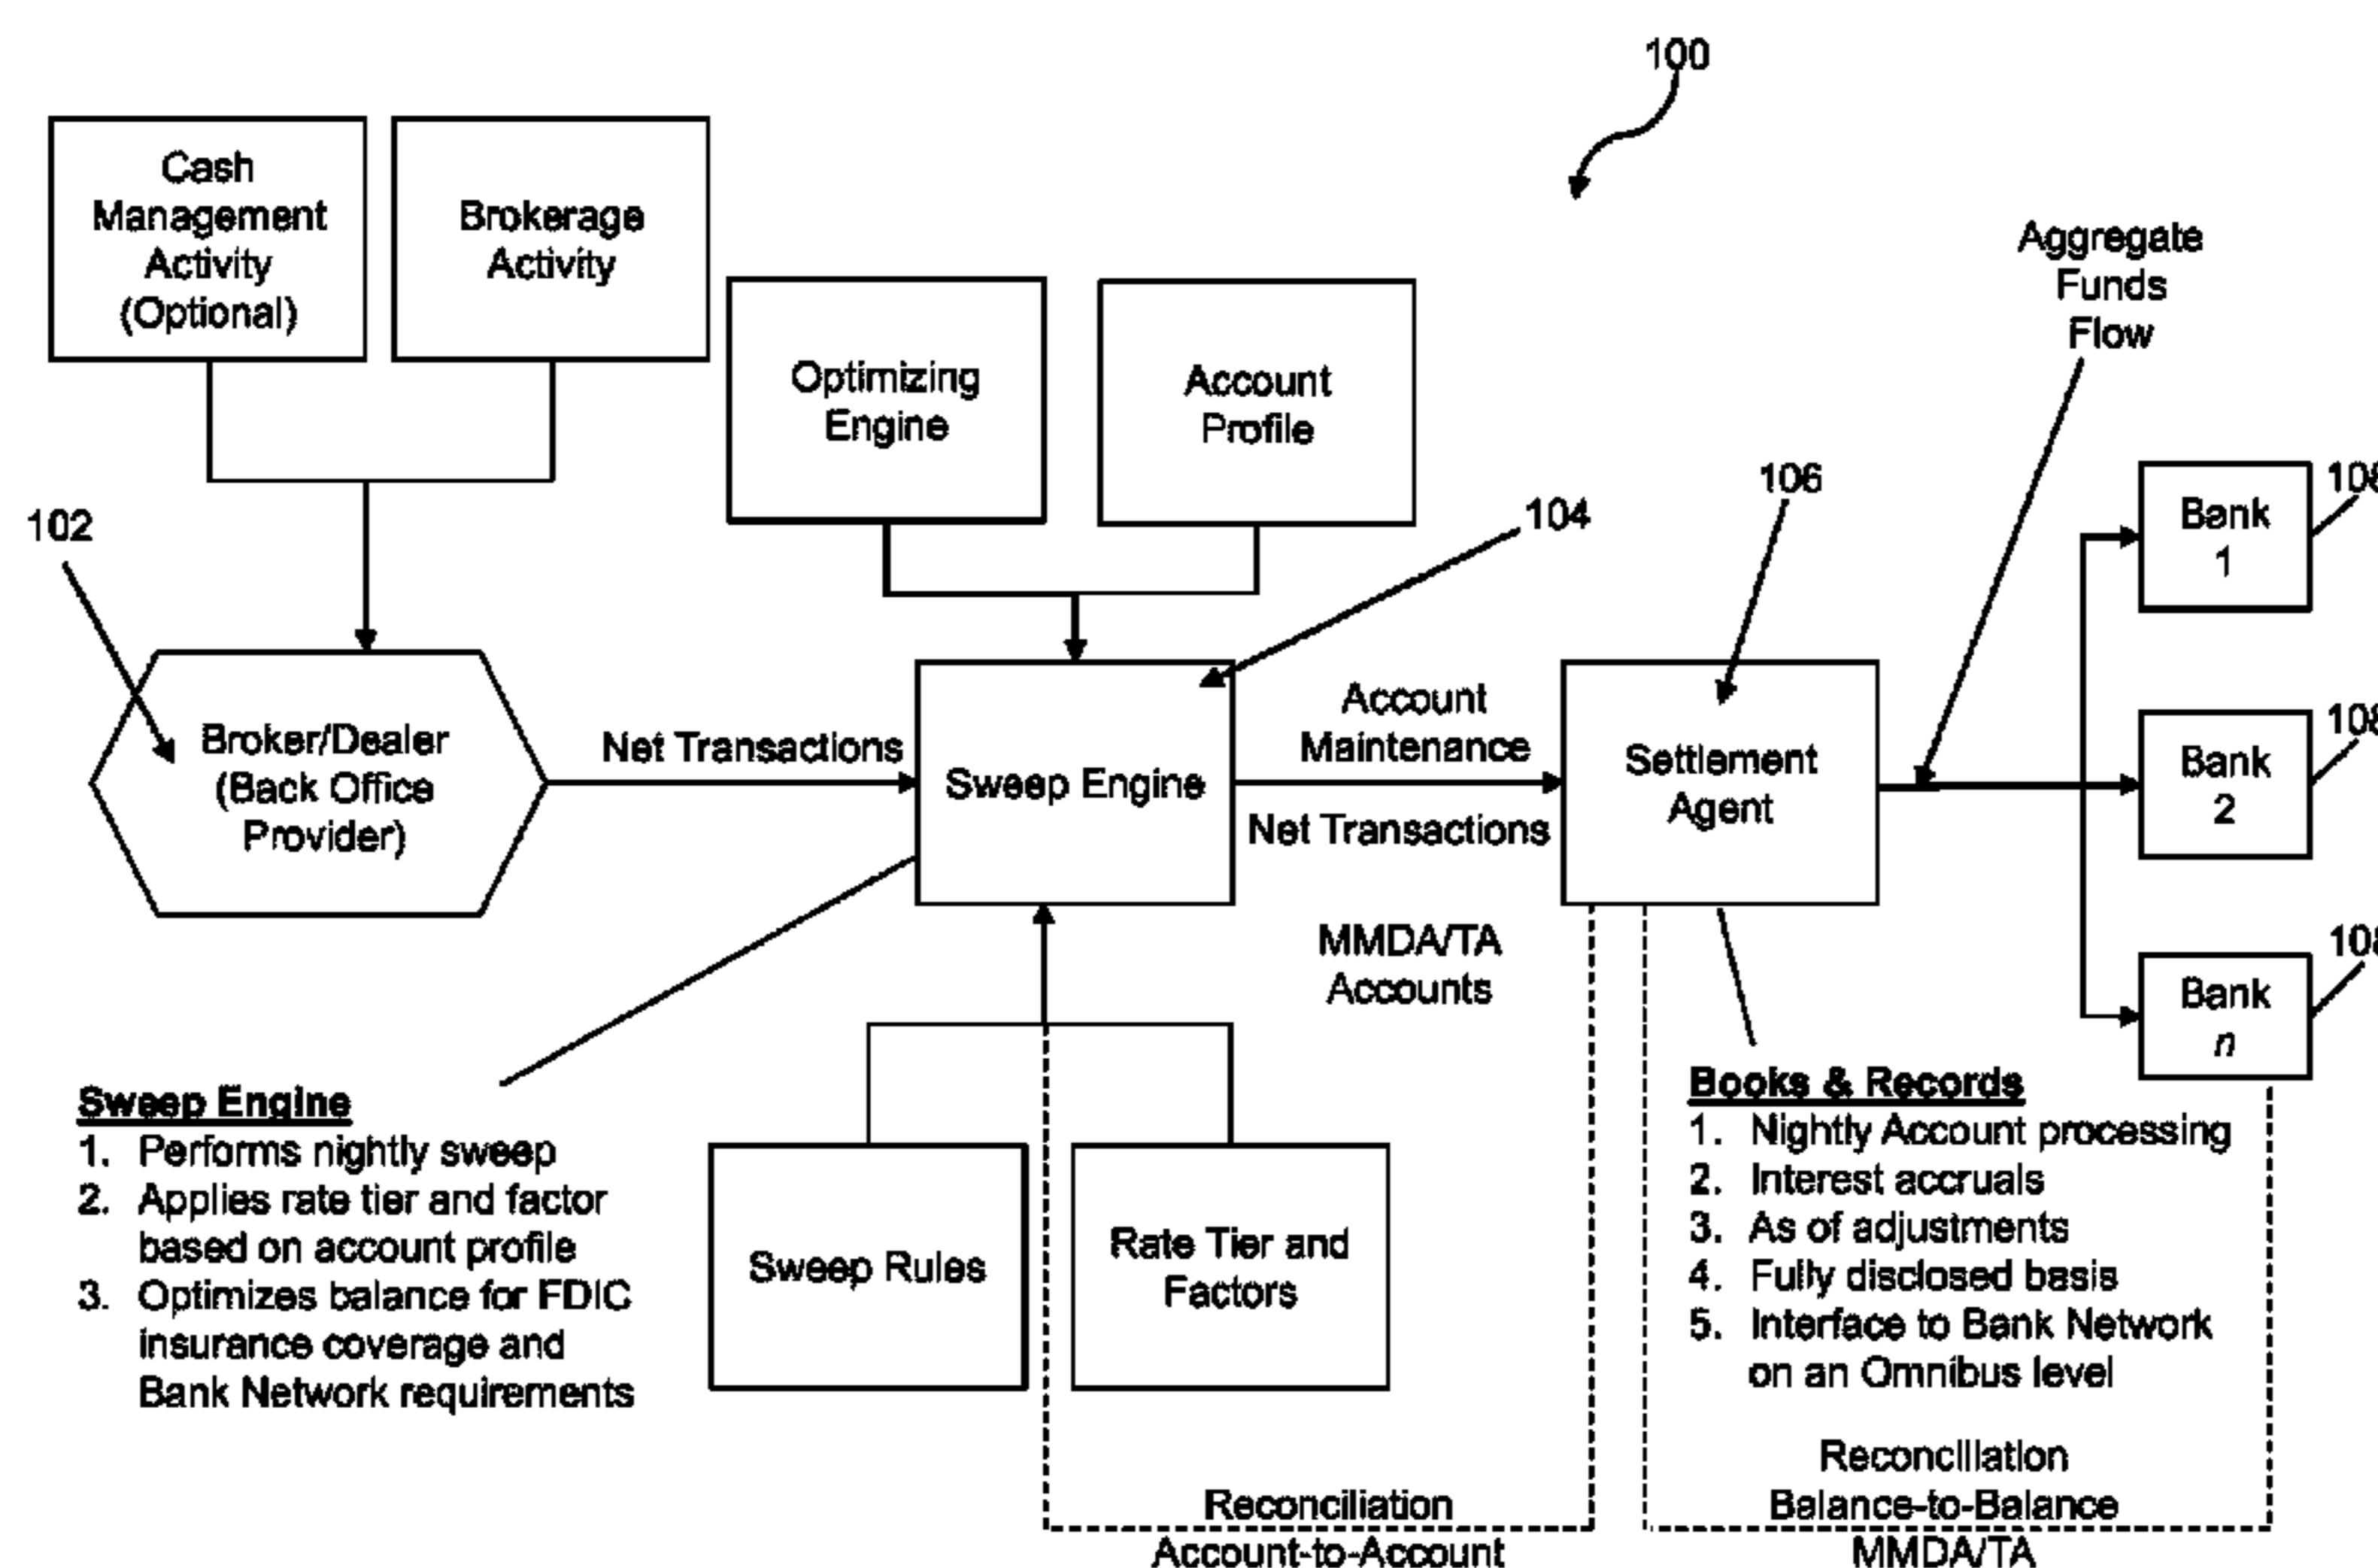 100
Cash
Management
Activity
(Optional)
Brokerage
Activity
Optimizing
Engine
Account
Profile
Aggregate
Funds
Flow
102
104
106
108
Bank
1
108
Bank
2
108
Bank
n
Broker/Dealer
(Back Office
Provider)
Net Transactions
Sweep Engine
Account
Maintenance
Net Transactions
Settlement
Agent
MMDA/TA
Accounts
Sweep Engine
1. Performs nightly sweep
2. Applies rate tier and factor
based on account profile
3. Optimizes balance for FDIC
insurance coverage and
Bank Network requirements
Sweep Rules
Rate Tier and
Factors
Books & Records
1. Nightly Account processing
2. Interest accruals
3. As of adjustments
4. Fully disclosed basis
5. Interface to Bank Network
on an Omnibus level
Reconciliation
Account-to-Account
Reconciliation
Balance-to-Balance
MMDA/TA